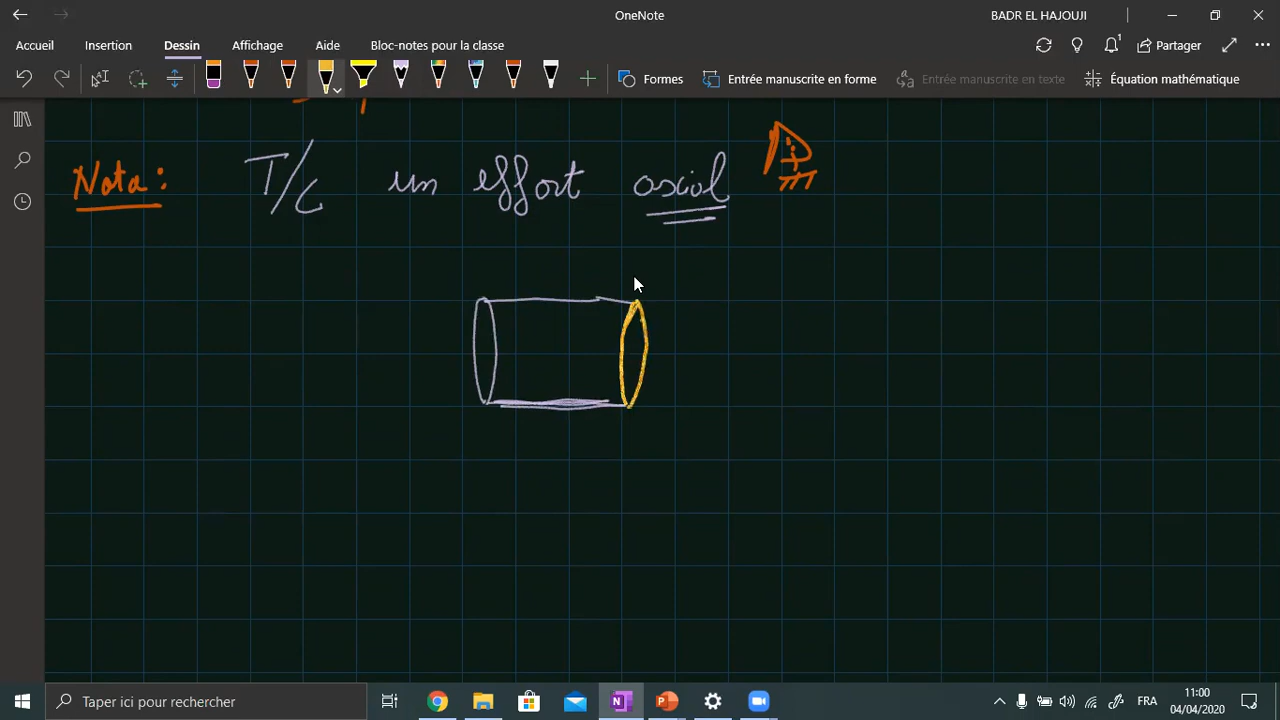 OneNote
BADR EL HAJOUJI
Accueil
Insertion
Dessin
Affichage
Aide
Bloc-notes pour la classe
Partager
Formes
Entrée manuscrite en forme
Entrée manuscrite en texte
Équation mathématique
Nota: T/C un effort axial
Taper ici pour rechercher
FRA
11:00
04/04/2020